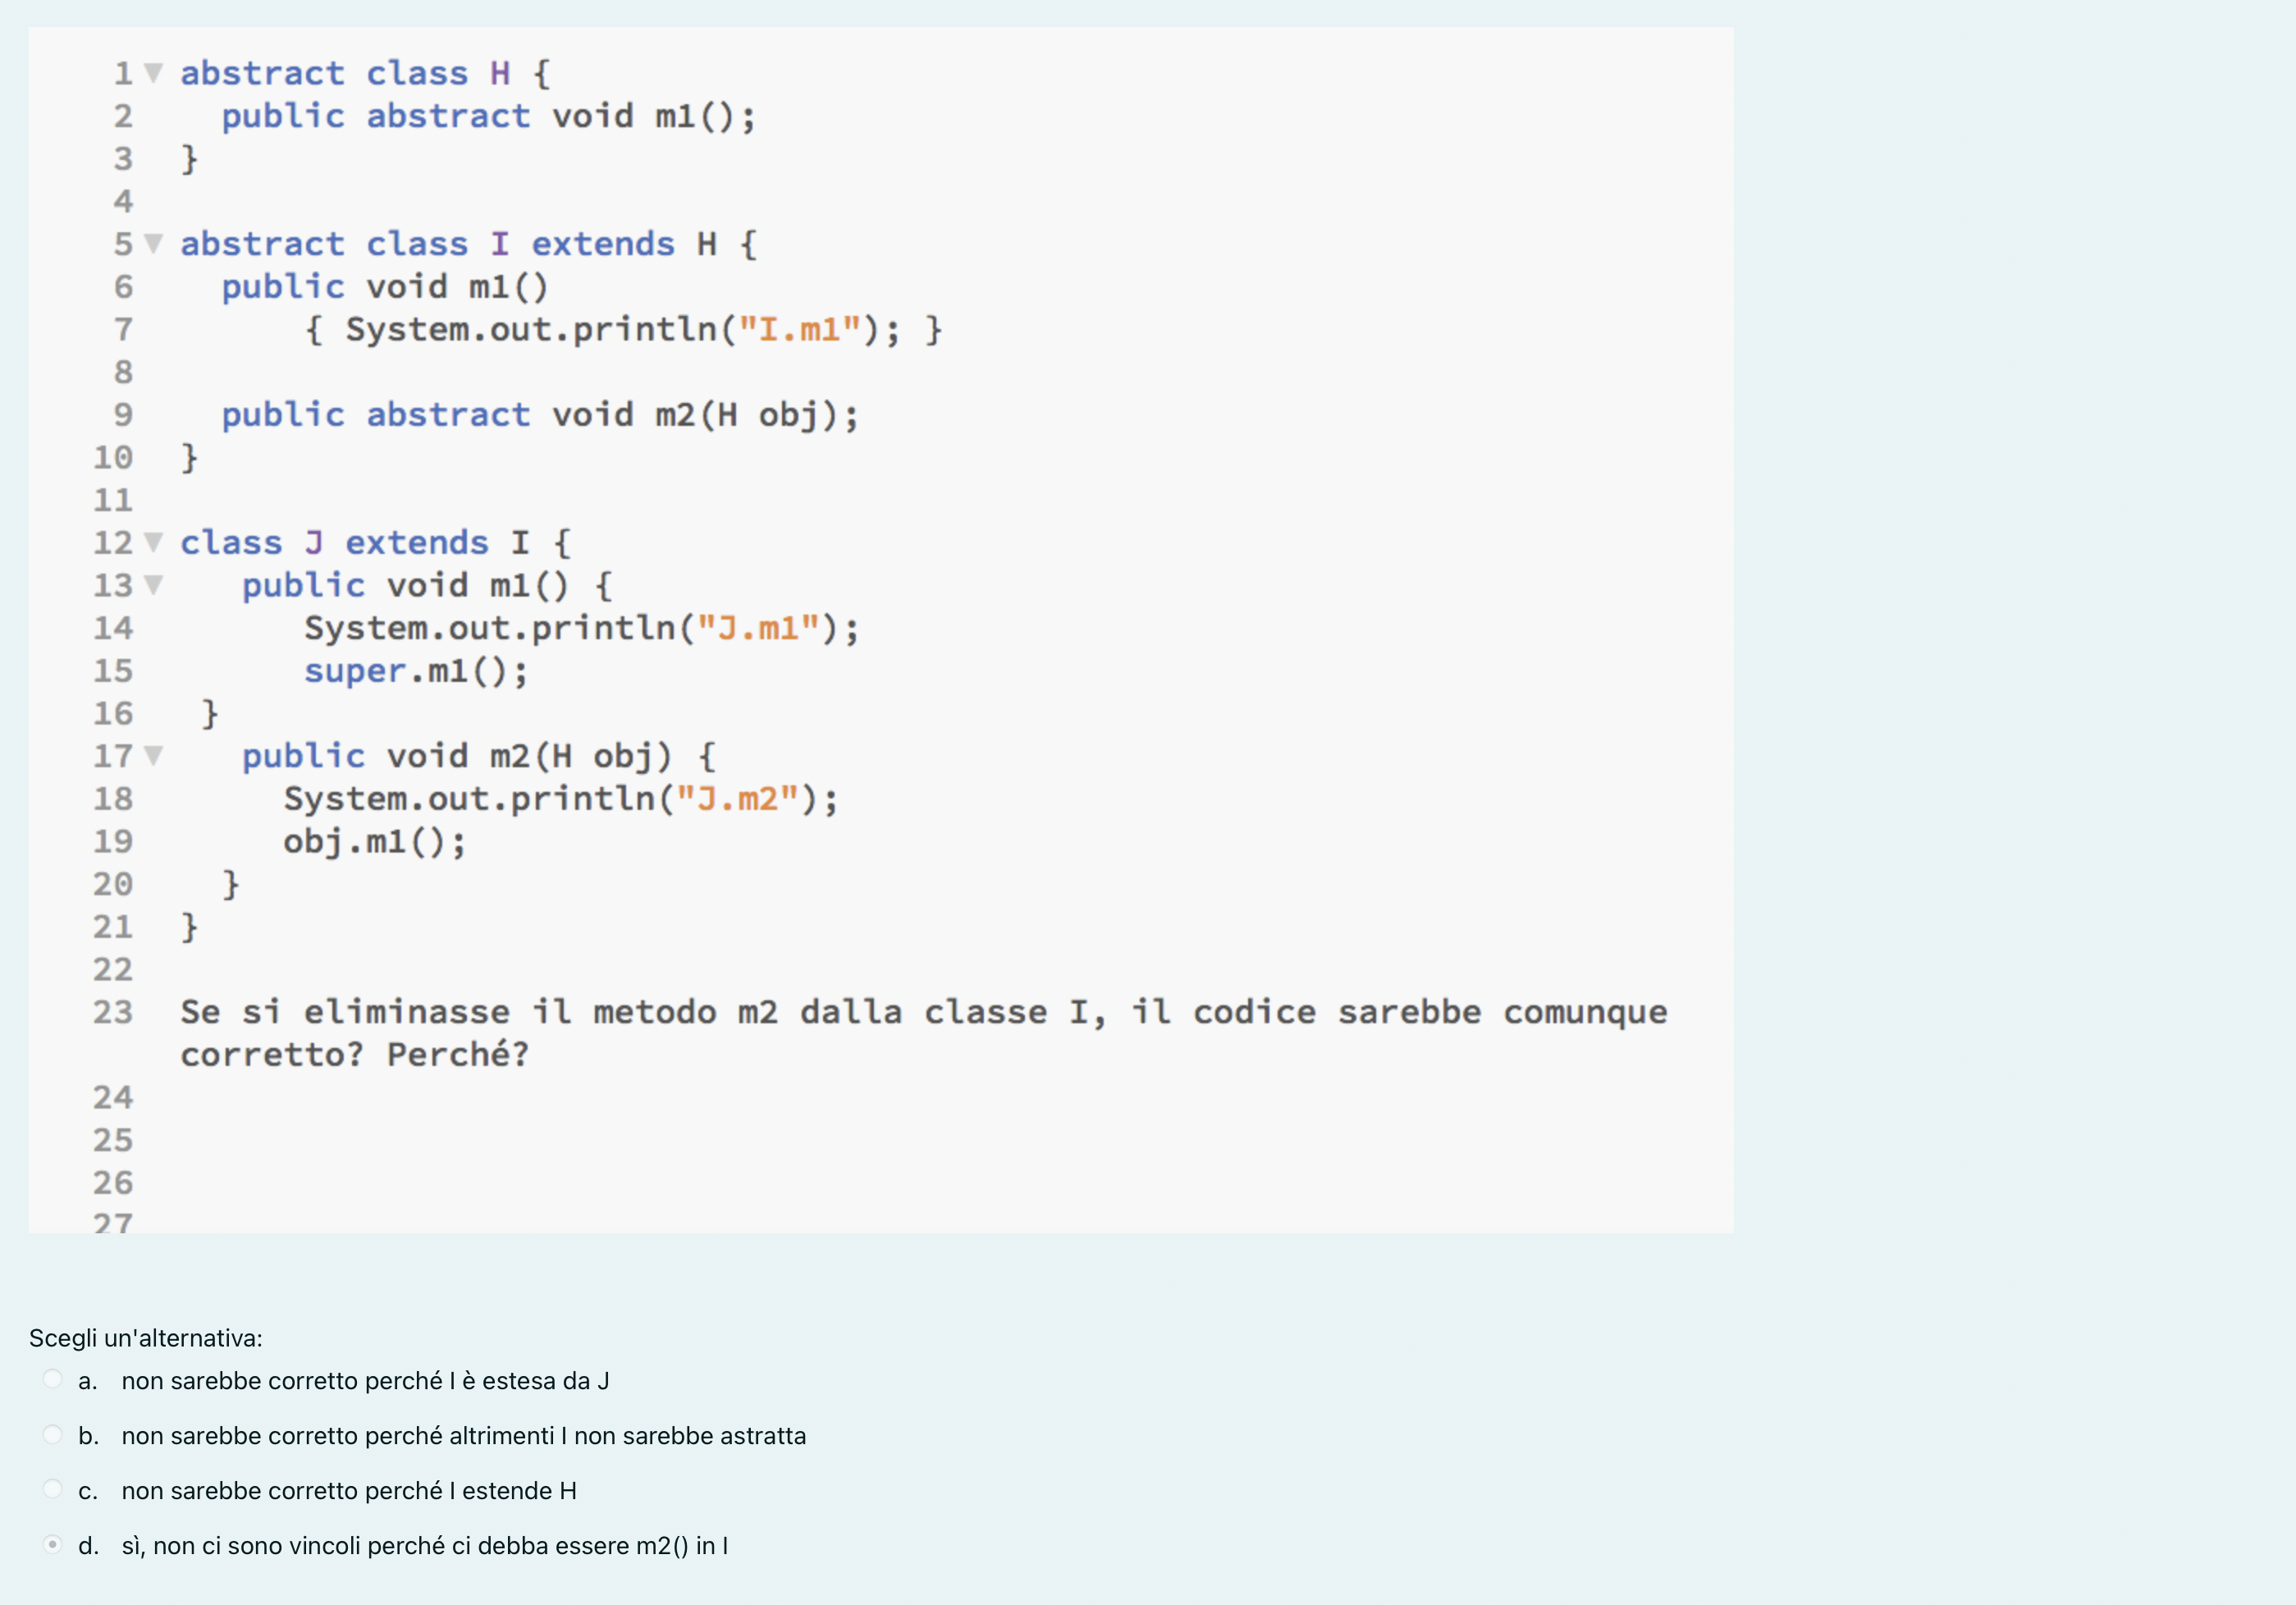 1 abstract class H {
2 public abstract void m1();
3 }
4
5 abstract class I extends H {
6 public void m1()
7 { System.out.println("I.m1"); }
8
9 public abstract void m2(H obj);
10 }
11
12 class J extends I {
13 public void m1() {
14 System.out.println("J.m1");
15 super.m1();
16 }
17 public void m2(H obj) {
18 System.out.println("J.m2");
19 obj.m1();
20 }
21 }
22
23 Se si eliminasse il metodo m2 dalla classe I, il codice sarebbe comunque
corretto? Perché?
24
25
26
27
Scegli un'alternativa:
a. non sarebbe corretto perché I è estesa da J
b. non sarebbe corretto perché altrimenti I non sarebbe astratta
c. non sarebbe corretto perché I estende H
d. sì, non ci sono vincoli perché ci debba essere m2() in I